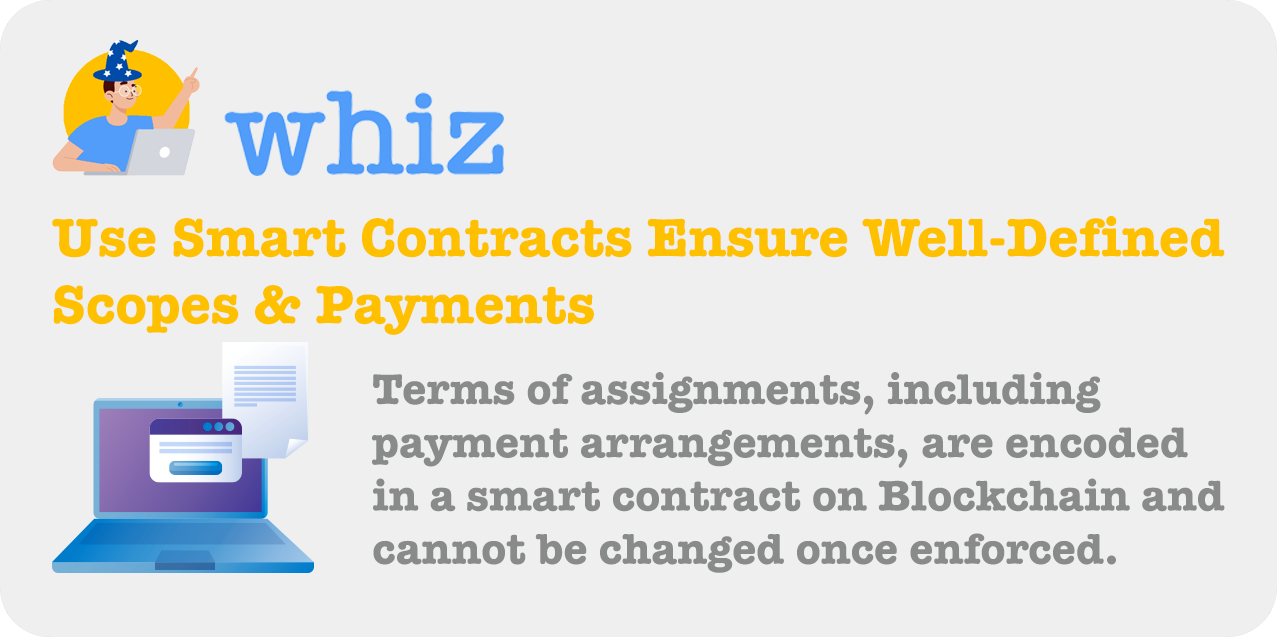 whiz
Use Smart Contracts Ensure Well-Defined
Scopes & Payments
Terms of assignments, including
payment arrangements, are encoded
in a smart contract on Blockchain and
cannot be changed once enforced.